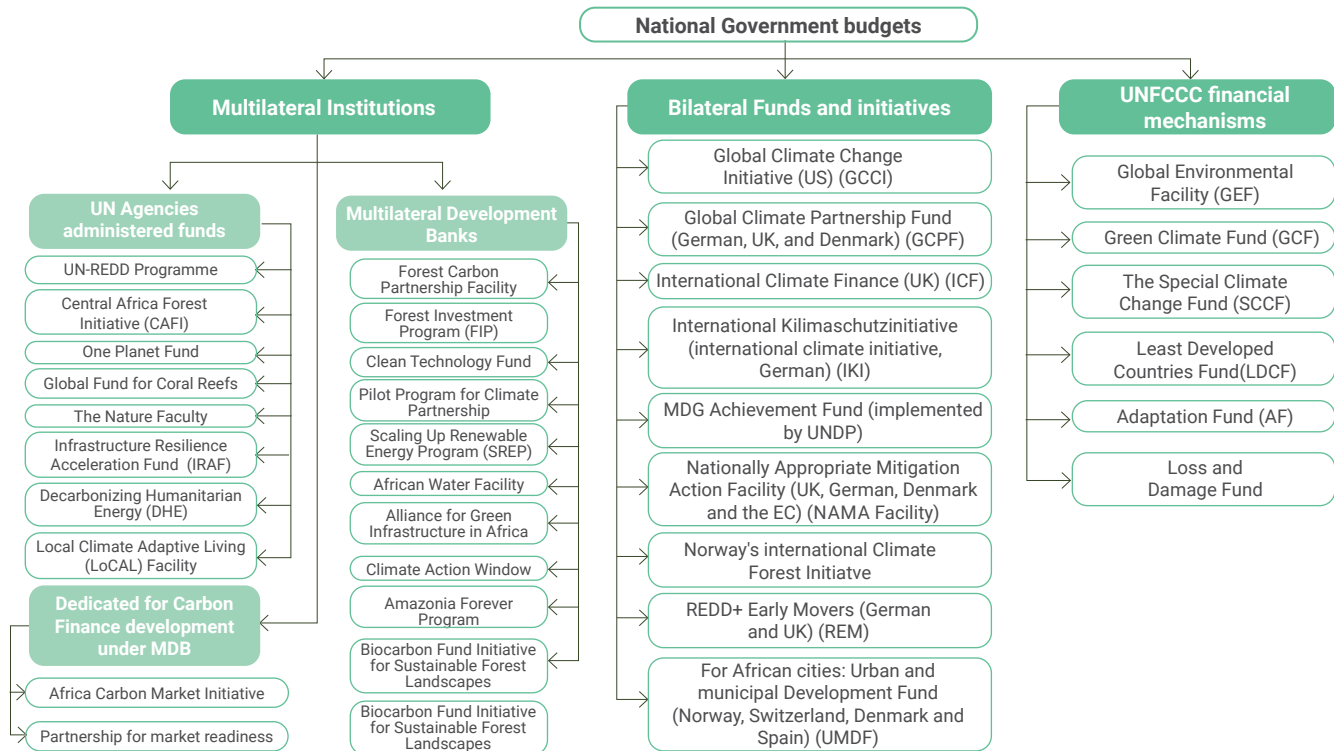 National Government budgets
Multilateral Institutions
UN Agencies
administered funds
UN-REDD Programme
Central Africa Forest
Initiative (CAFI)
One Planet Fund
Global Fund for Coral Reefs
The Nature Faculty
Infrastructure Resilience
Acceleration Fund (IRAF)
Decarbonizing Humanitarian
Energy (DHE)
Local Climate Adaptive Living
(LoCAL) Facility
Dedicated for Carbon
Finance development
under MDB
Africa Carbon Market Initiative
Partnership for market readiness
Multilateral Development
Banks
Forest Carbon
Partnership Facility
Forest Investment
Program (FIP)
Clean Technology Fund
Pilot Program for Climate
Partnership
Scaling Up Renewable
Energy Program (SREP)
African Water Facility
Alliance for Green
Infrastructure in Africa
Climate Action Window
Amazonia Forever
Program
Biocarbon Fund Initiative
for Sustainable Forest
Landscapes
Biocarbon Fund Initiative
for Sustainable Forest
Landscapes
Bilateral Funds and initiatives
Global Climate Change
Initiative (US) (GCCI)
Global Climate Partnership Fund
(German, UK, and Denmark) (GCPF)
International Climate Finance (UK) (ICF)
International Kilimaschutzinitiative
(international climate initiative,
German) (IKI)
MDG Achievement Fund (implemented
by UNDP)
Nationally Appropriate Mitigation
Action Facility (UK, German, Denmark
and the EC) (NAMA Facility)
Norway's international Climate
Forest Initiatve
REDD+ Early Movers (German
and UK) (REM)
For African cities: Urban and
municipal Development Fund
(Norway, Switzerland, Denmark and
Spain) (UMDF)
UNFCCC financial
mechanisms
Global Environmental
Facility (GEF)
Green Climate Fund (GCF)
The Special Climate
Change Fund (SCCF)
Least Developed
Countries Fund(LDCF)
Adaptation Fund (AF)
Loss and
Damage Fund